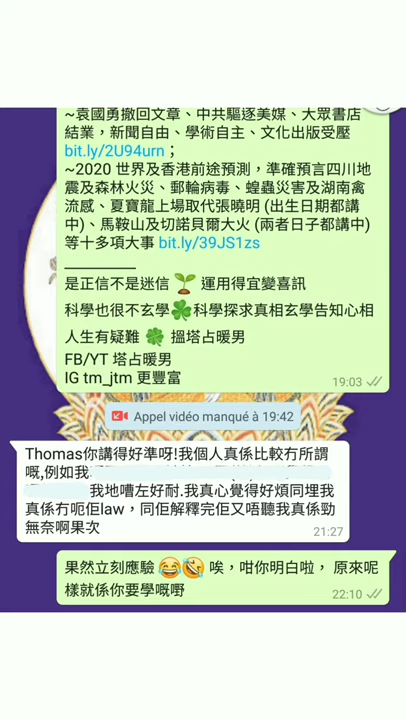 ~袁國勇撤回文章、中共驅逐美媒、大眾書店
結業，新聞自由、學術自主、文化出版受壓
bit.ly/2U94urn；
~2020 世界及香港前途預測，準確預言四川地
震及森林火災、郵輪病毒、蝗蟲災害及湖南禽
流感、夏寶龍上場取代張曉明 (出生日期都講
中)、馬鞍山及切諾貝爾大火 (兩者日子都講中)
等十多項大事 bit.ly/39JS1zs
___________
是正信不是迷信 🌱 運用得宜變喜訊
科學也很不玄學🍀科學探求真相玄學告知心相
人生有疑難 🍀 搵塔占暖男
FB/YT 塔占暖男
IG tm_jtm 更豐富
19:03
Appel vidéo manqué à 19:42
Thomas你講得好準呀!我個人真係比較冇所謂
嘅,例如我
我地嘈左好耐,我真心覺得好煩同埋我
真係冇呃佢law，同佢解釋完佢又唔聽我真係勁
無奈啊果次
21:27
果然立刻應驗 😂🤣 唉，咁你明白啦， 原來呢
樣就係你要學嘅嘢
22:10